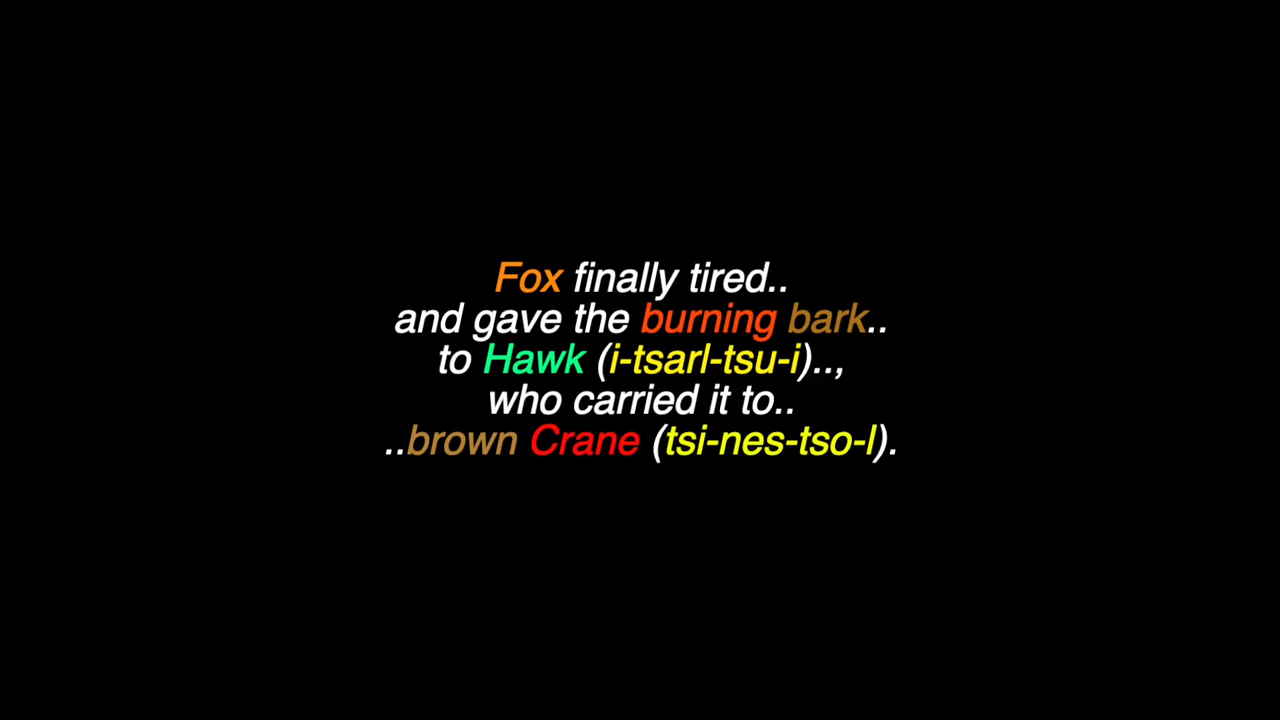 Fox finally tired..
and gave the burning bark..
to Hawk (i-tsarl-tsu-i)..,
who carried it to..
..brown Crane (tsi-nes-tso-l).